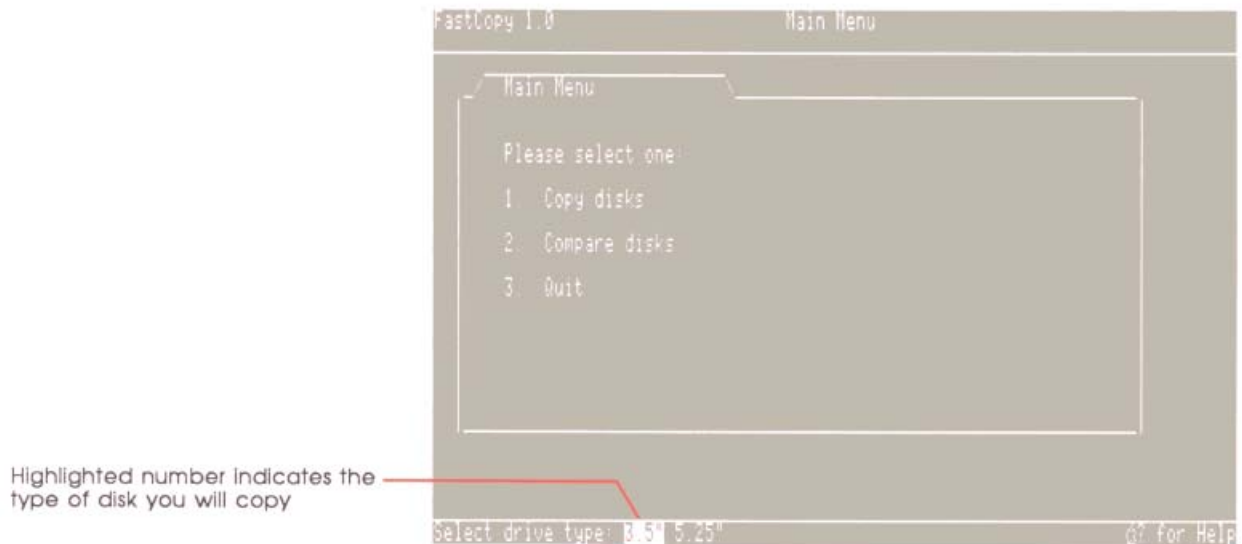 FastCopy 1.0 Main Menu
Main Menu
Please select one:
1. Copy disks
2. Compare disks
3. Quit
Highlighted number indicates the
type of disk you will copy
Select drive type: 3.5" 5.25" ? for Help